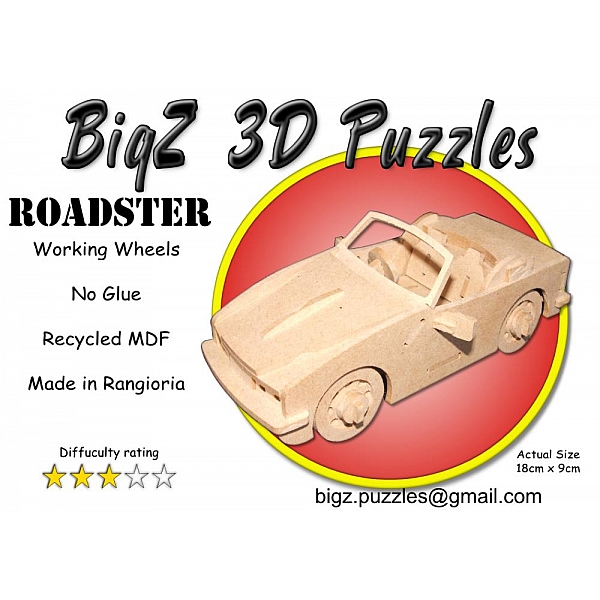 BigZ 3D Puzzles
ROADSTER
Working Wheels
No Glue
Recycled MDF
Made in Rangioria
Diffuculty rating
Actual Size
18cm x 9cm
bigz.puzzles@gmail.com